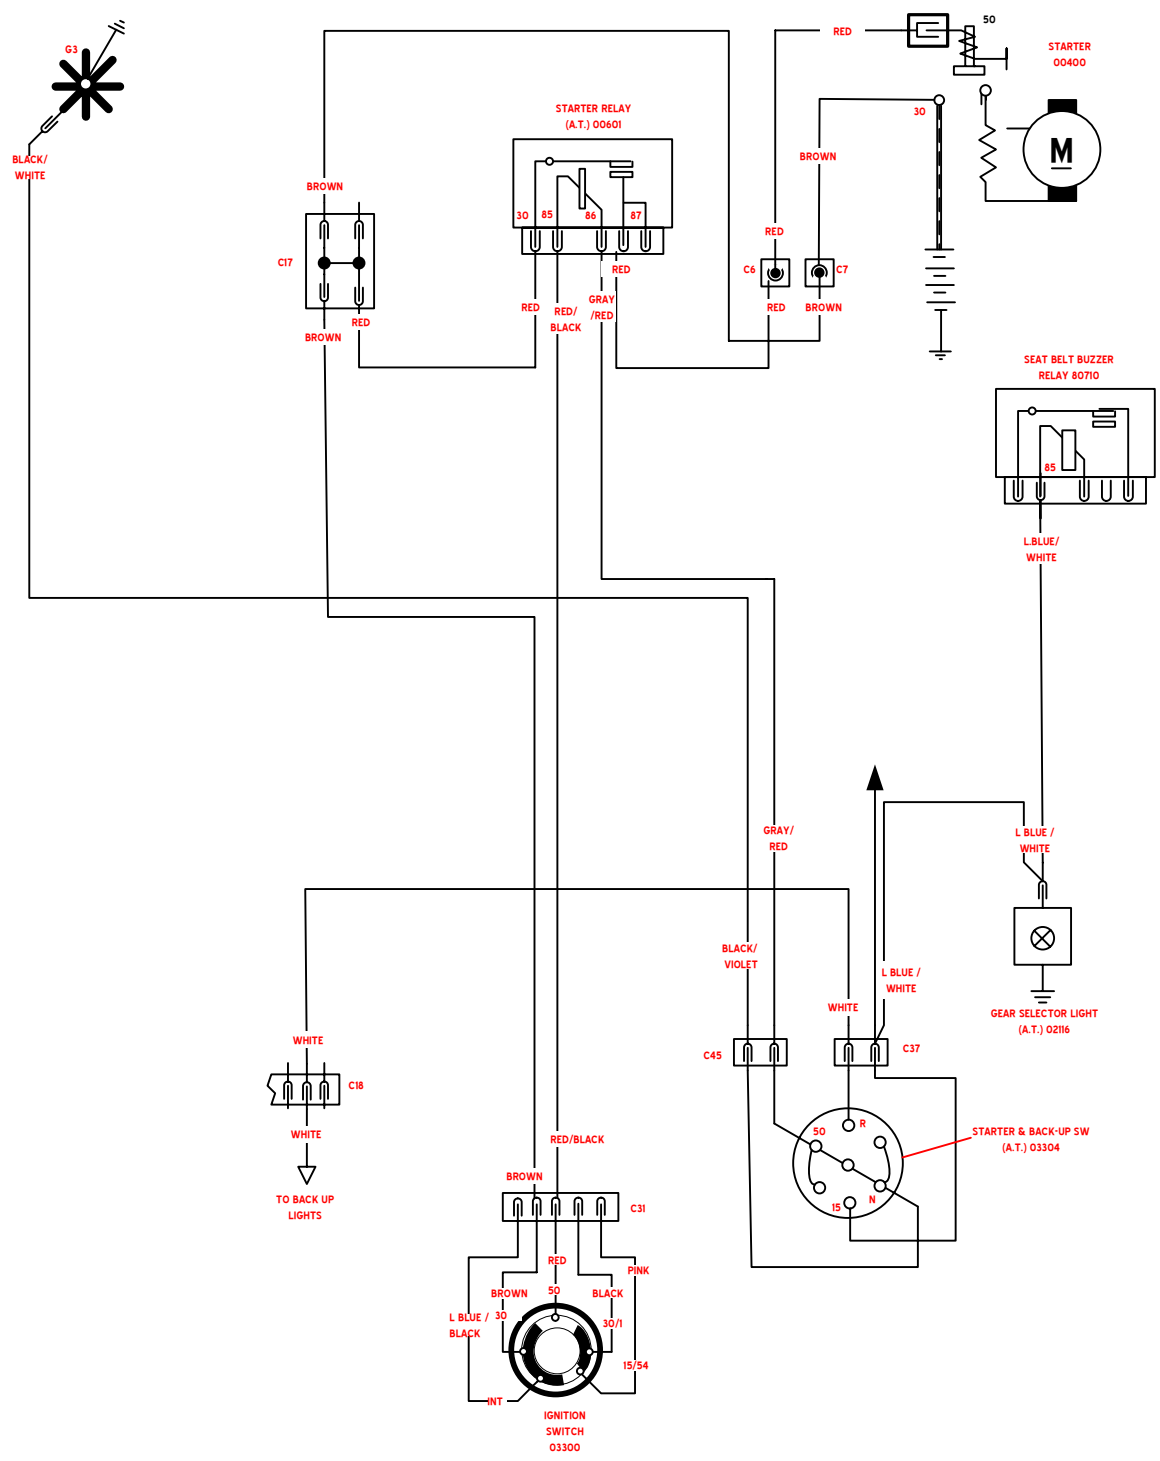 G3
BLACK/
WHITE
RED
50
STARTER
00400
STARTER RELAY
(A.T.) 00601
30
BROWN
M
BROWN
30
85
86
87
RED
C17
RED
C6
C7
RED
GRAY
/RED
RED/
BLACK
RED
BROWN
RED
BROWN
SEAT BELT BUZZER
RELAY 80710
85
L.BLUE/
WHITE
GRAY/
RED
L BLUE /
WHITE
BLACK/
VIOLET
L BLUE /
WHITE
WHITE
GEAR SELECTOR LIGHT
(A.T.) 02116
WHITE
C45
C37
C18
WHITE
50
R
STARTER & BACK-UP SW
(A.T.) 03304
RED/BLACK
BROWN
TO BACK UP
LIGHTS
15
N
C31
RED
PINK
BROWN
50
BLACK
L BLUE /
BLACK
30
30/1
15/54
INT
IGNITION
SWITCH
03300